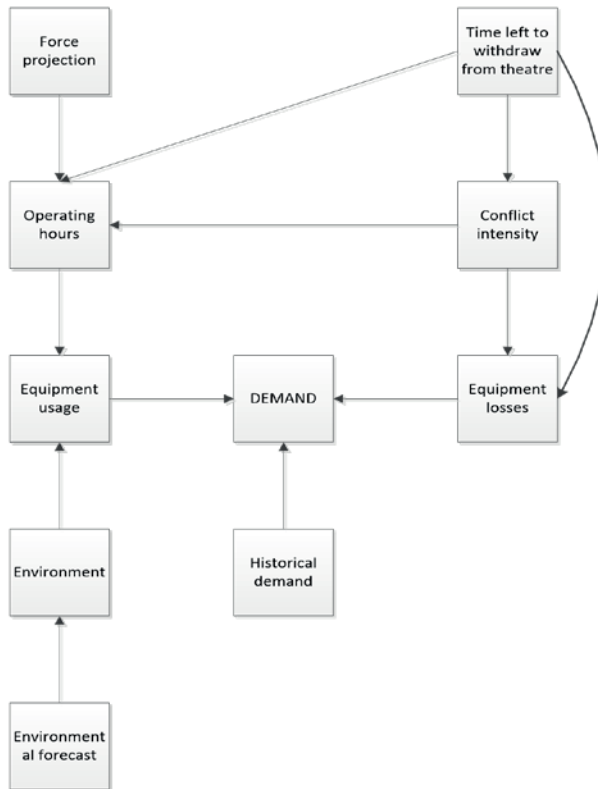 Force
projection
Time left to
withdraw
from theatre
Operating
hours
Conflict
intensity
Equipment
usage
DEMAND
Equipment
losses
Environment
Historical
demand
Environment
al forecast